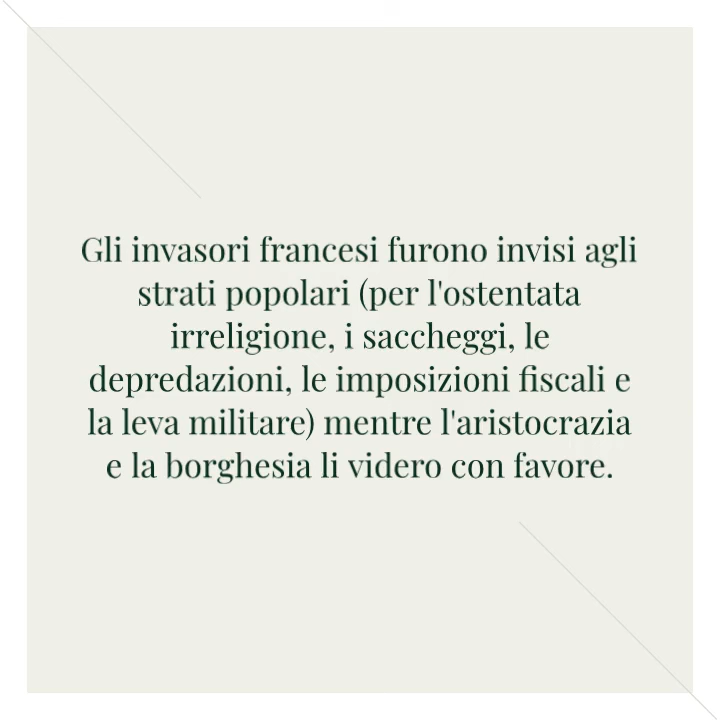 Gli invasori francesi furono invisi agli
strati popolari (per l'ostentata
irreligione, i saccheggi, le
depredazioni, le imposizioni fiscali e
la leva militare) mentre l'aristocrazia
e la borghesia li videro con favore.